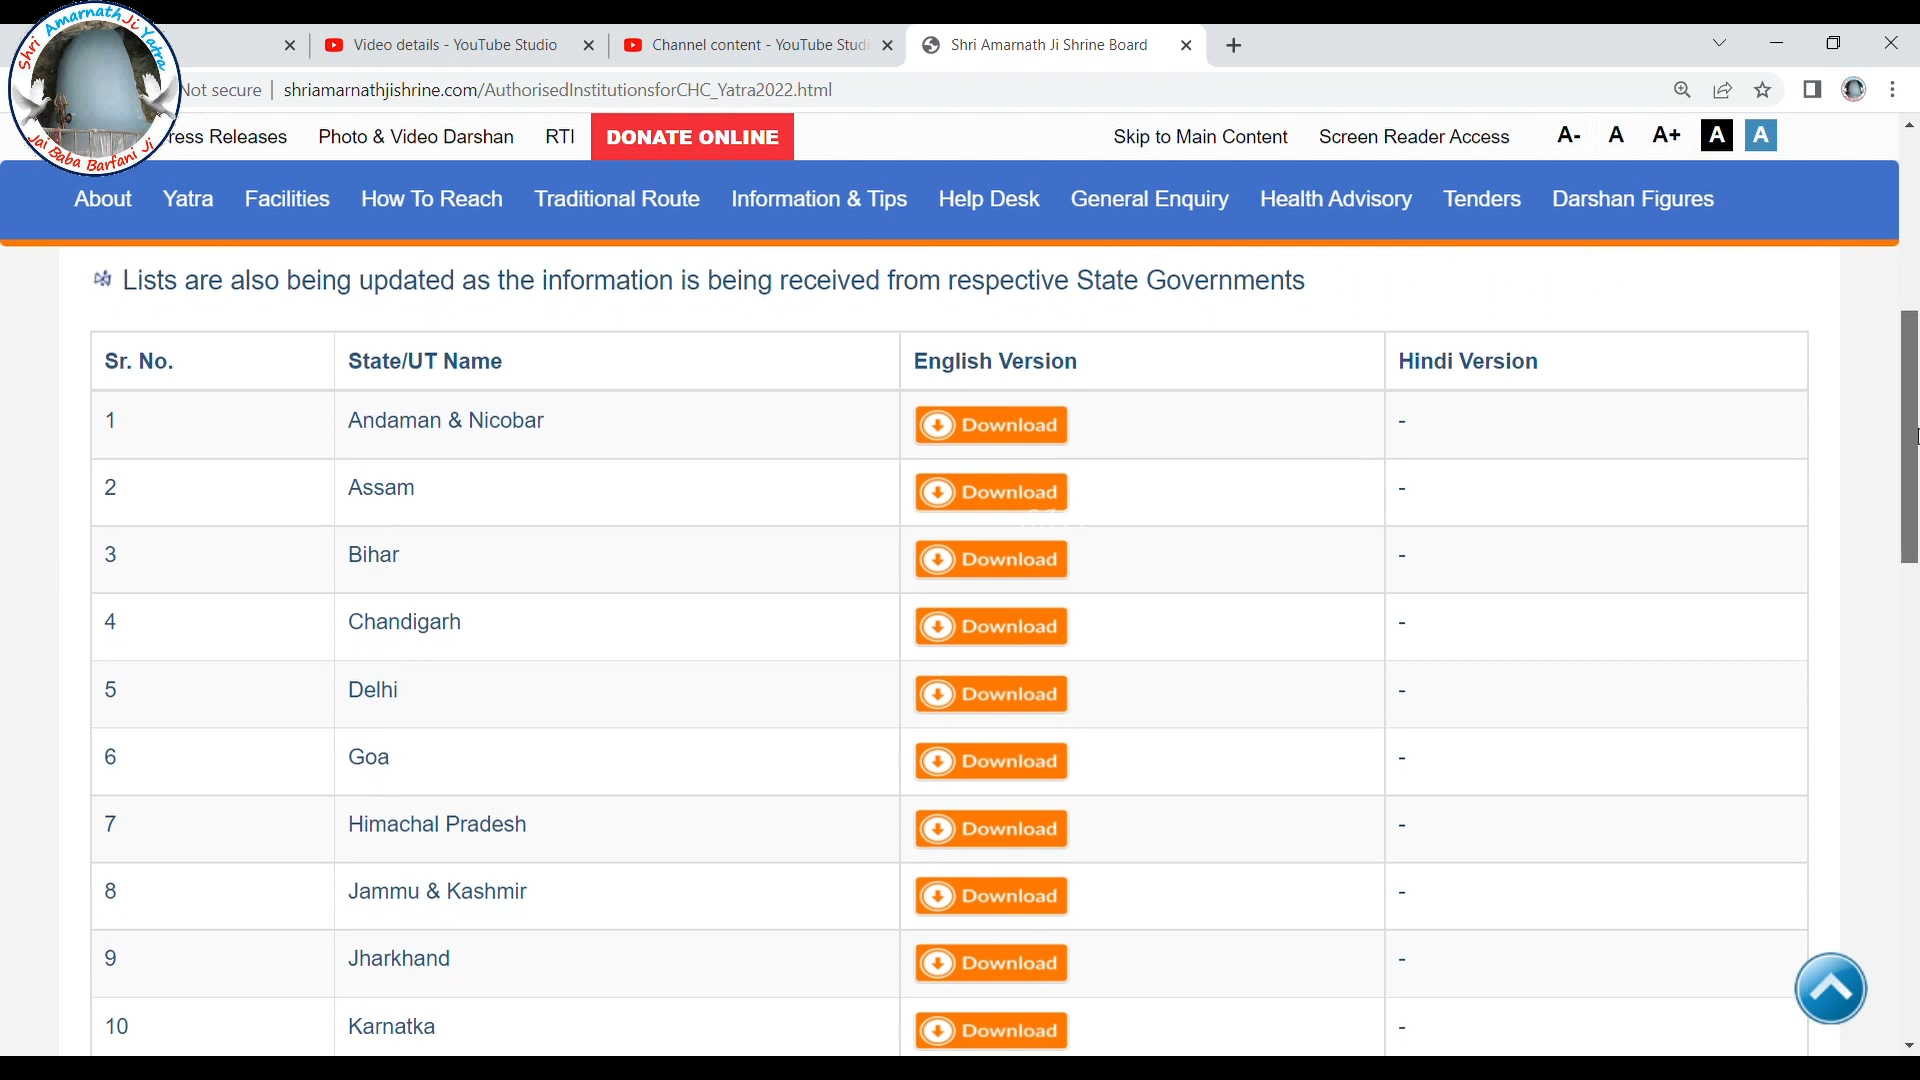 Shri AmarnathJi Yatra
Jai Baba Barfani Ji
Video details - YouTube Studio
Channel content - YouTube Studi
Shri Amarnath Ji Shrine Board
Not secure
shriamarnathjishrine.com/AuthorisedInstitutionsforCHC_Yatra2022.html
ress Releases
Photo & Video Darshan
RTI
DONATE ONLINE
Skip to Main Content
Screen Reader Access
A- A A+ A A
About Yatra Facilities How To Reach Traditional Route Information & Tips Help Desk General Enquiry Health Advisory Tenders Darshan Figures
Lists are also being updated as the information is being received from respective State Governments
Sr. No. State/UT Name English Version Hindi Version
1 Andaman & Nicobar Download -
2 Assam Download -
3 Bihar Download -
4 Chandigarh Download -
5 Delhi Download -
6 Goa Download -
7 Himachal Pradesh Download -
8 Jammu & Kashmir Download -
9 Jharkhand Download -
10 Karnatka Download -